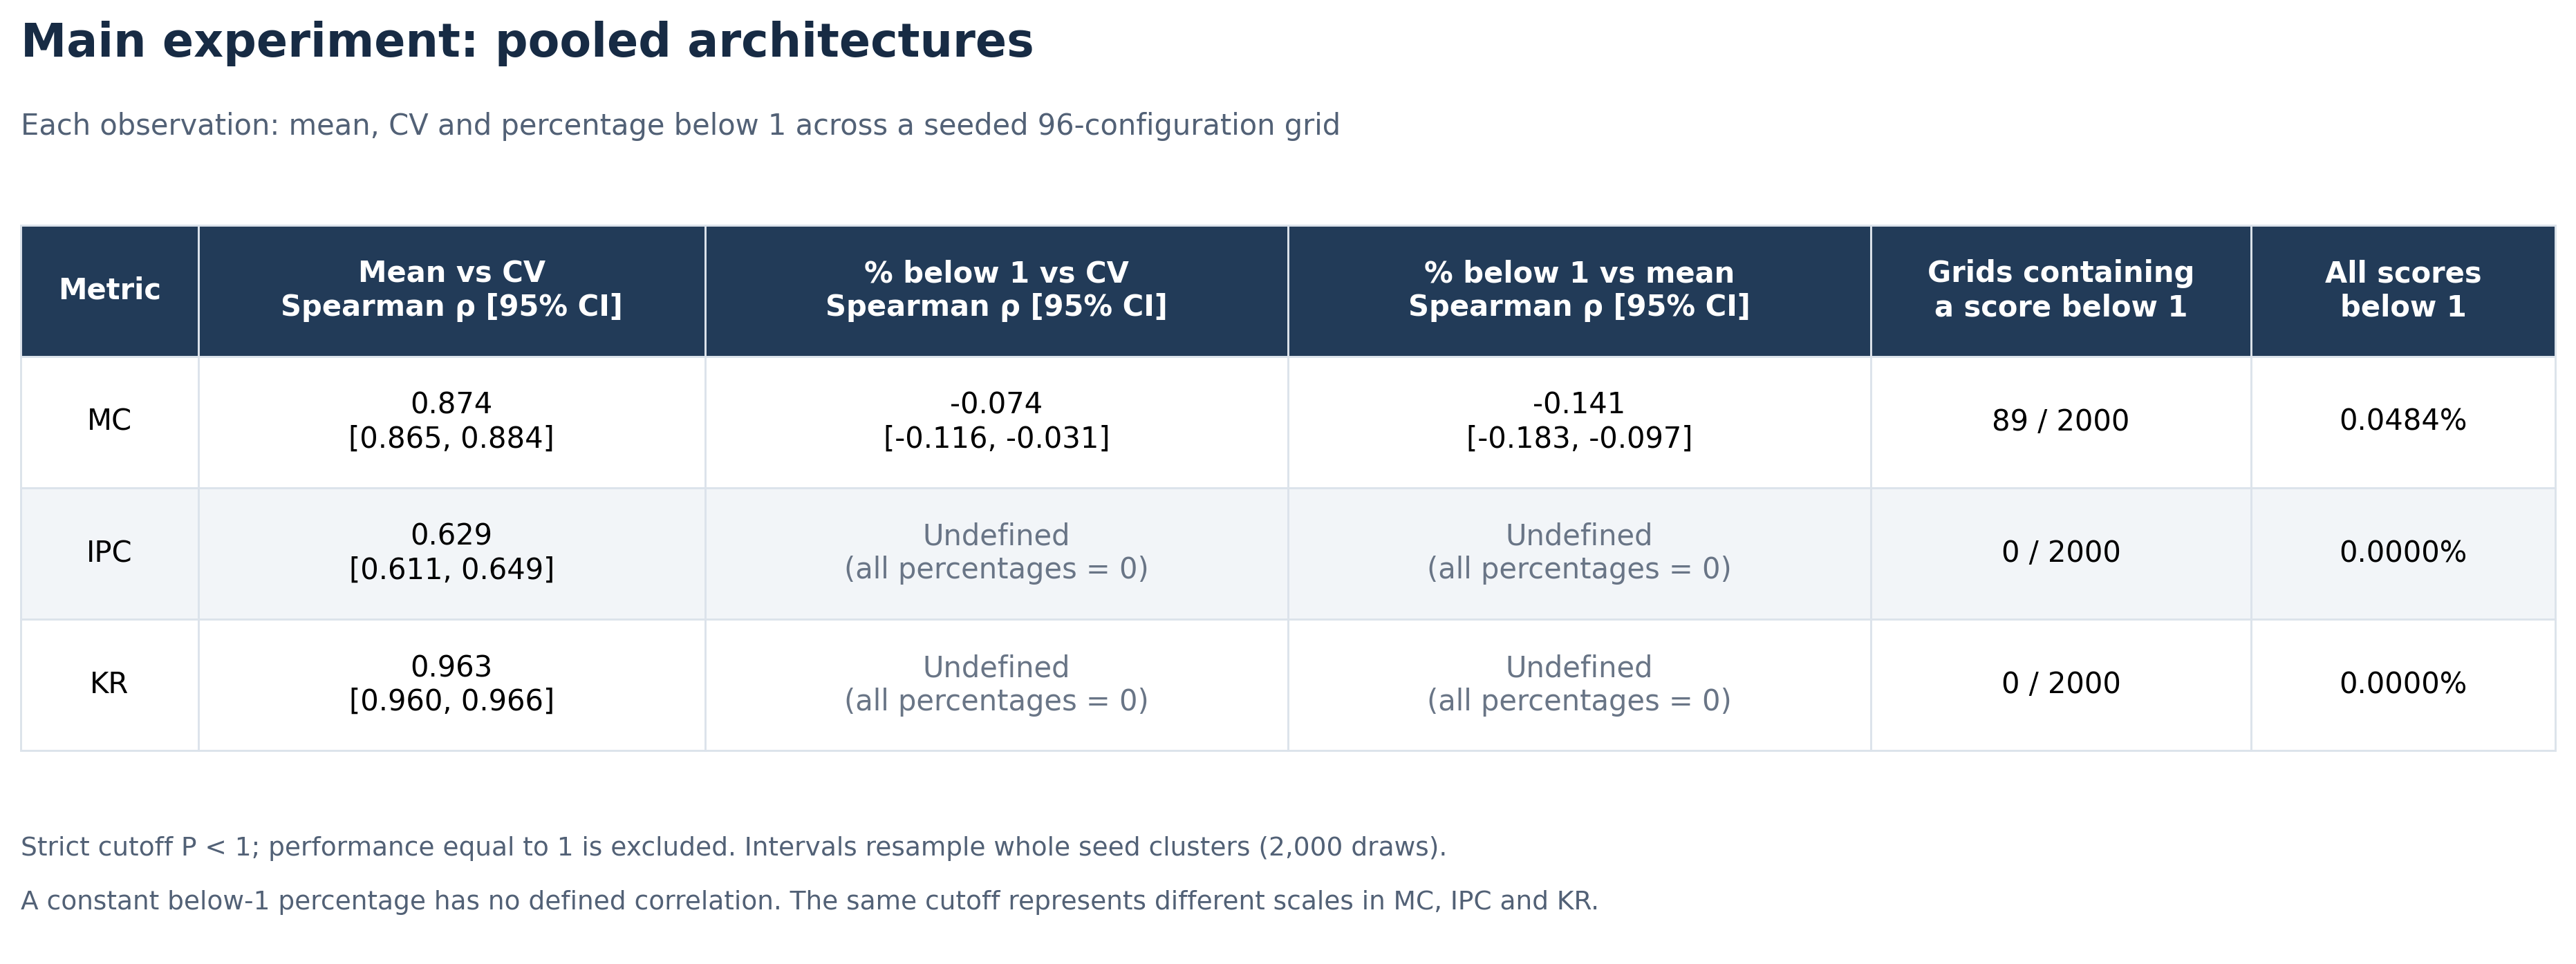 Main experiment: pooled architectures
Each observation: mean, CV and percentage below 1 across a seeded 96-configuration grid
Metric
Mean vs CV
Spearman ρ [95% CI]
% below 1 vs CV
Spearman ρ [95% CI]
% below 1 vs mean
Spearman ρ [95% CI]
Grids containing
a score below 1
All scores
below 1
MC
0.874
[0.865, 0.884]
-0.074
[-0.116, -0.031]
-0.141
[-0.183, -0.097]
89 / 2000
0.0484%
IPC
0.629
[0.611, 0.649]
Undefined
(all percentages = 0)
Undefined
(all percentages = 0)
0 / 2000
0.0000%
KR
0.963
[0.960, 0.966]
Undefined
(all percentages = 0)
Undefined
(all percentages = 0)
0 / 2000
0.0000%
Strict cutoff P < 1; performance equal to 1 is excluded. Intervals resample whole seed clusters (2,000 draws).
A constant below-1 percentage has no defined correlation. The same cutoff represents different scales in MC, IPC and KR.